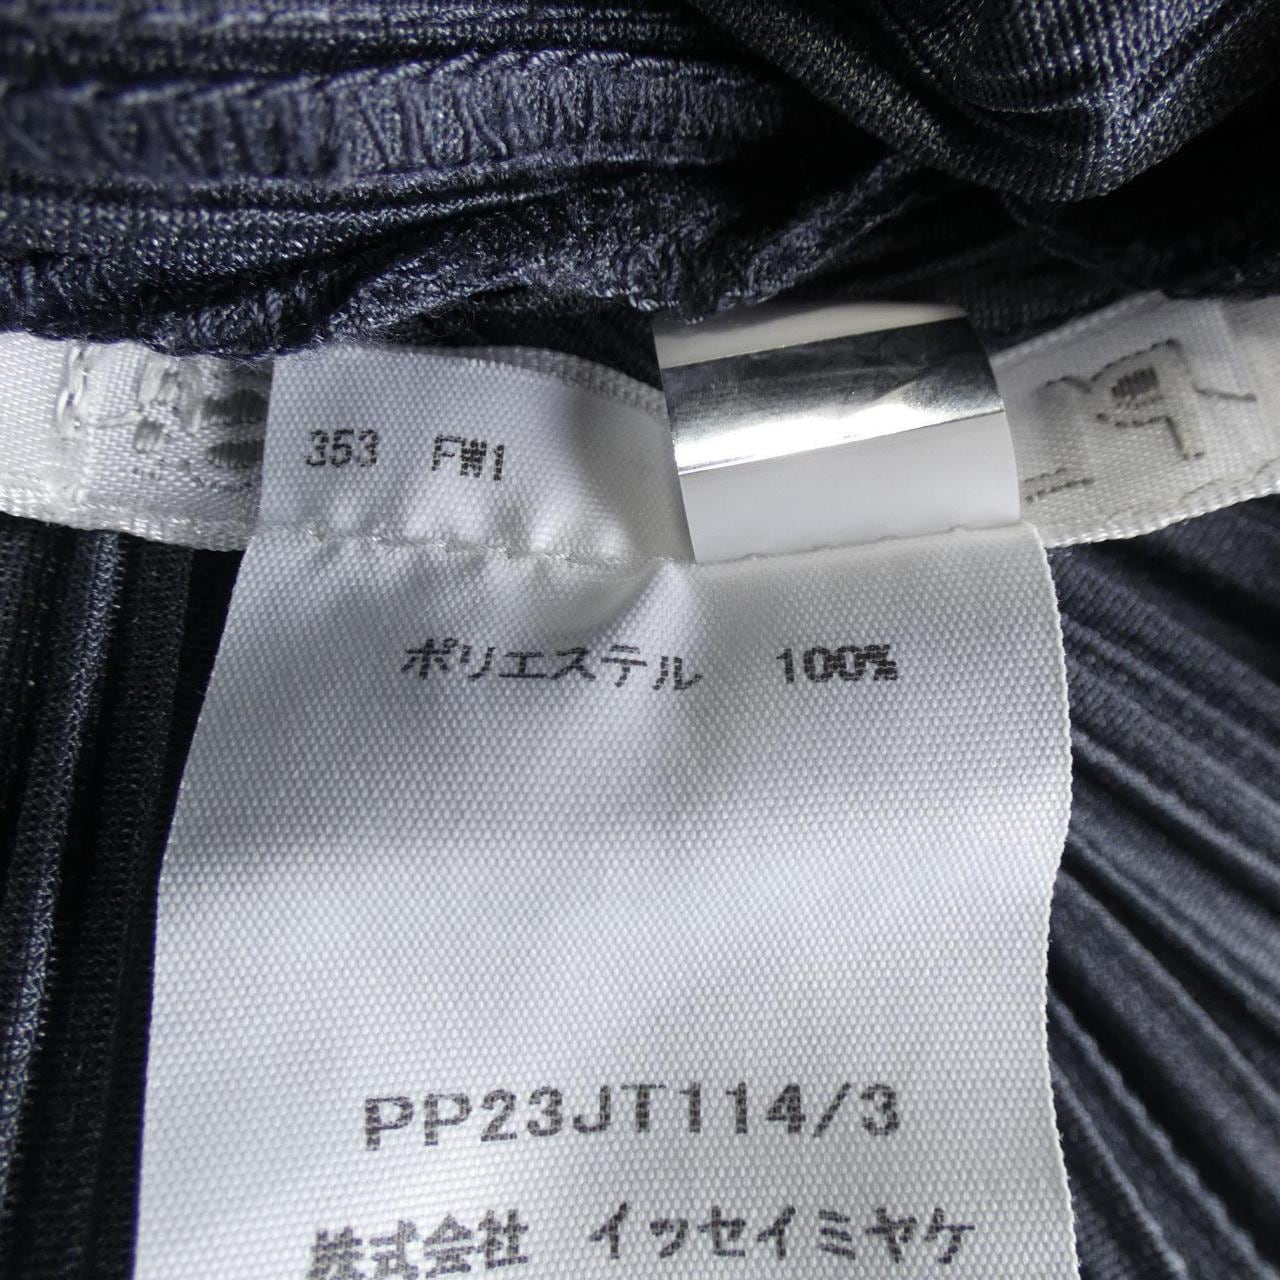 353 FW1
ポリエステル 100%
PP23JT114/3
株式会社 イッセイミヤケ